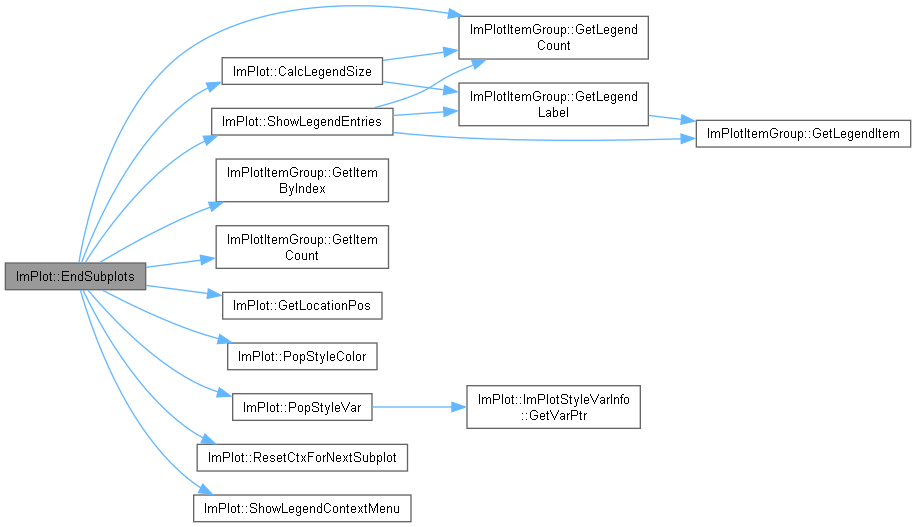 ImPlotItemGroup::GetLegend
Count
ImPlot::CalcLegendSize
ImPlotItemGroup::GetLegend
Label
ImPlot::ShowLegendEntries
ImPlotItemGroup::GetLegendItem
ImPlotItemGroup::GetItem
ByIndex
ImPlotItemGroup::GetItem
Count
ImPlot::EndSubplots
ImPlot::GetLocationPos
ImPlot::PopStyleColor
ImPlot::PopStyleVar
ImPlot::ImPlotStyleVarInfo
::GetVarPtr
ImPlot::ResetCtxForNextSubplot
ImPlot::ShowLegendContextMenu